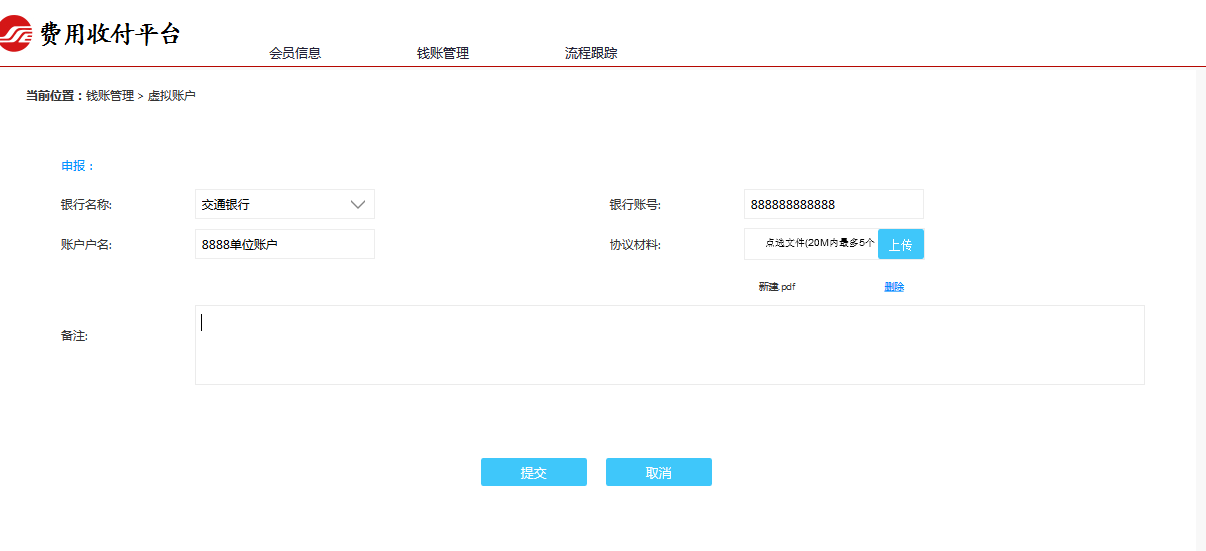 费用收付平台
会员信息 钱账管理 流程跟踪
当前位置：钱账管理 > 虚拟账户
申报：
银行名称: 交通银行 银行账号: 888888888888
账户户名: 8888单位账户 协议材料: 点选文件(20M内最多5个 上传
新建.pdf 删除
备注:
提交 取消